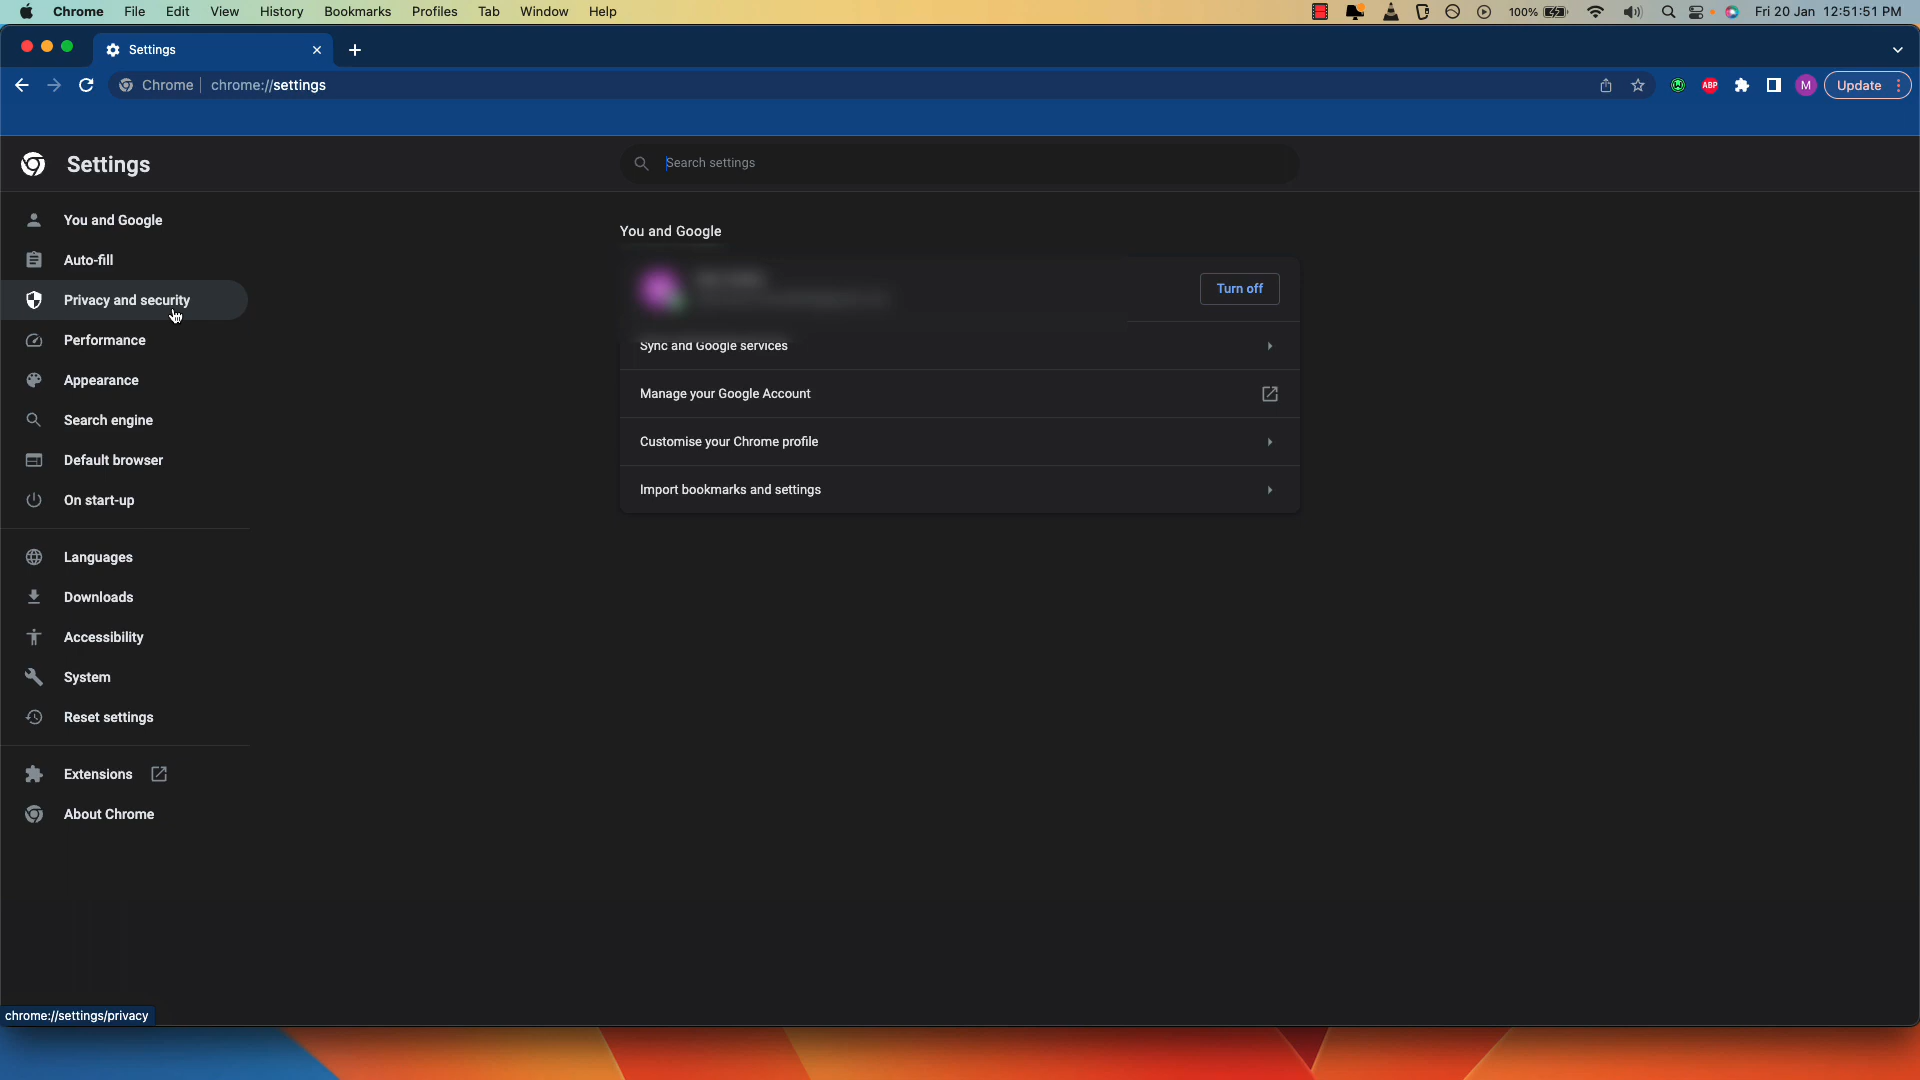 Chrome File Edit View History Bookmarks Profiles Tab Window Help 100% Fri 20 Jan 12:51:51 PM
Settings
Chrome chrome://settings ABP M Update
Settings
Search settings
You and Google
Auto-fill
Privacy and security
Performance
Appearance
Search engine
Default browser
On start-up
Languages
Downloads
Accessibility
System
Reset settings
Extensions
About Chrome
You and Google
Turn off
Sync and Google services
Manage your Google Account
Customise your Chrome profile
Import bookmarks and settings
chrome://settings/privacy